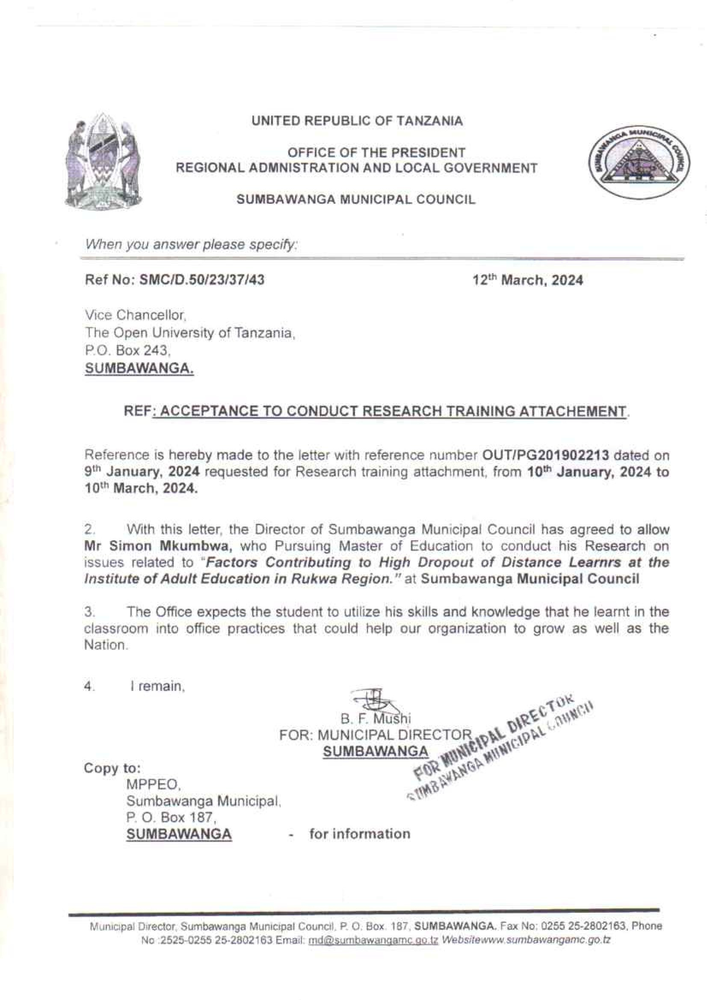 UNITED REPUBLIC OF TANZANIA
SUMBAWANGA MUNICIPAL COUNCIL
OFFICE OF THE PRESIDENT
REGIONAL ADMNISTRATION AND LOCAL GOVERNMENT
SUMBAWANGA MUNICIPAL COUNCIL
When you answer please specify:
Ref No: SMC/D.50/23/37/43 12th March, 2024
Vice Chancellor,
The Open University of Tanzania,
P.O. Box 243,
SUMBAWANGA.
REF: ACCEPTANCE TO CONDUCT RESEARCH TRAINING ATTACHEMENT.
Reference is hereby made to the letter with reference number OUT/PG201902213 dated on
9th January, 2024 requested for Research training attachment, from 10th January, 2024 to
10th March, 2024.
2. With this letter, the Director of Sumbawanga Municipal Council has agreed to allow
Mr Simon Mkumbwa, who Pursuing Master of Education to conduct his Research on
issues related to "Factors Contributing to High Dropout of Distance Learnrs at the
Institute of Adult Education in Rukwa Region." at Sumbawanga Municipal Council
3. The Office expects the student to utilize his skills and knowledge that he learnt in the
classroom into office practices that could help our organization to grow as well as the
Nation.
4. I remain,
B. F. Mushi
FOR: MUNICIPAL DIRECTOR
SUMBAWANGA
FOR MUNICIPAL DIRECTOR
SUMBAWANGA MUNICIPAL COUNCIL
Copy to:
MPPEO,
Sumbawanga Municipal,
P. O. Box 187,
SUMBAWANGA - for information
Municipal Director, Sumbawanga Municipal Council, P. O. Box. 187, SUMBAWANGA. Fax No: 0255 25-2802163, Phone
No :2525-0255 25-2802163 Email: md@sumbawangamc.go.tz Websitewww.sumbawangamc.go.tz